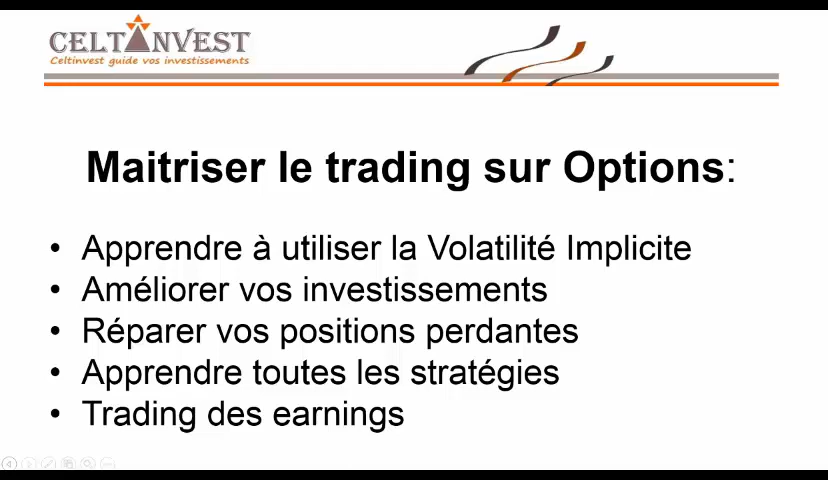 CELTINVEST
Celtinvest guide vos investissements
Maitriser le trading sur Options:
• Apprendre à utiliser la Volatilité Implicite
• Améliorer vos investissements
• Réparer vos positions perdantes
• Apprendre toutes les stratégies
• Trading des earnings